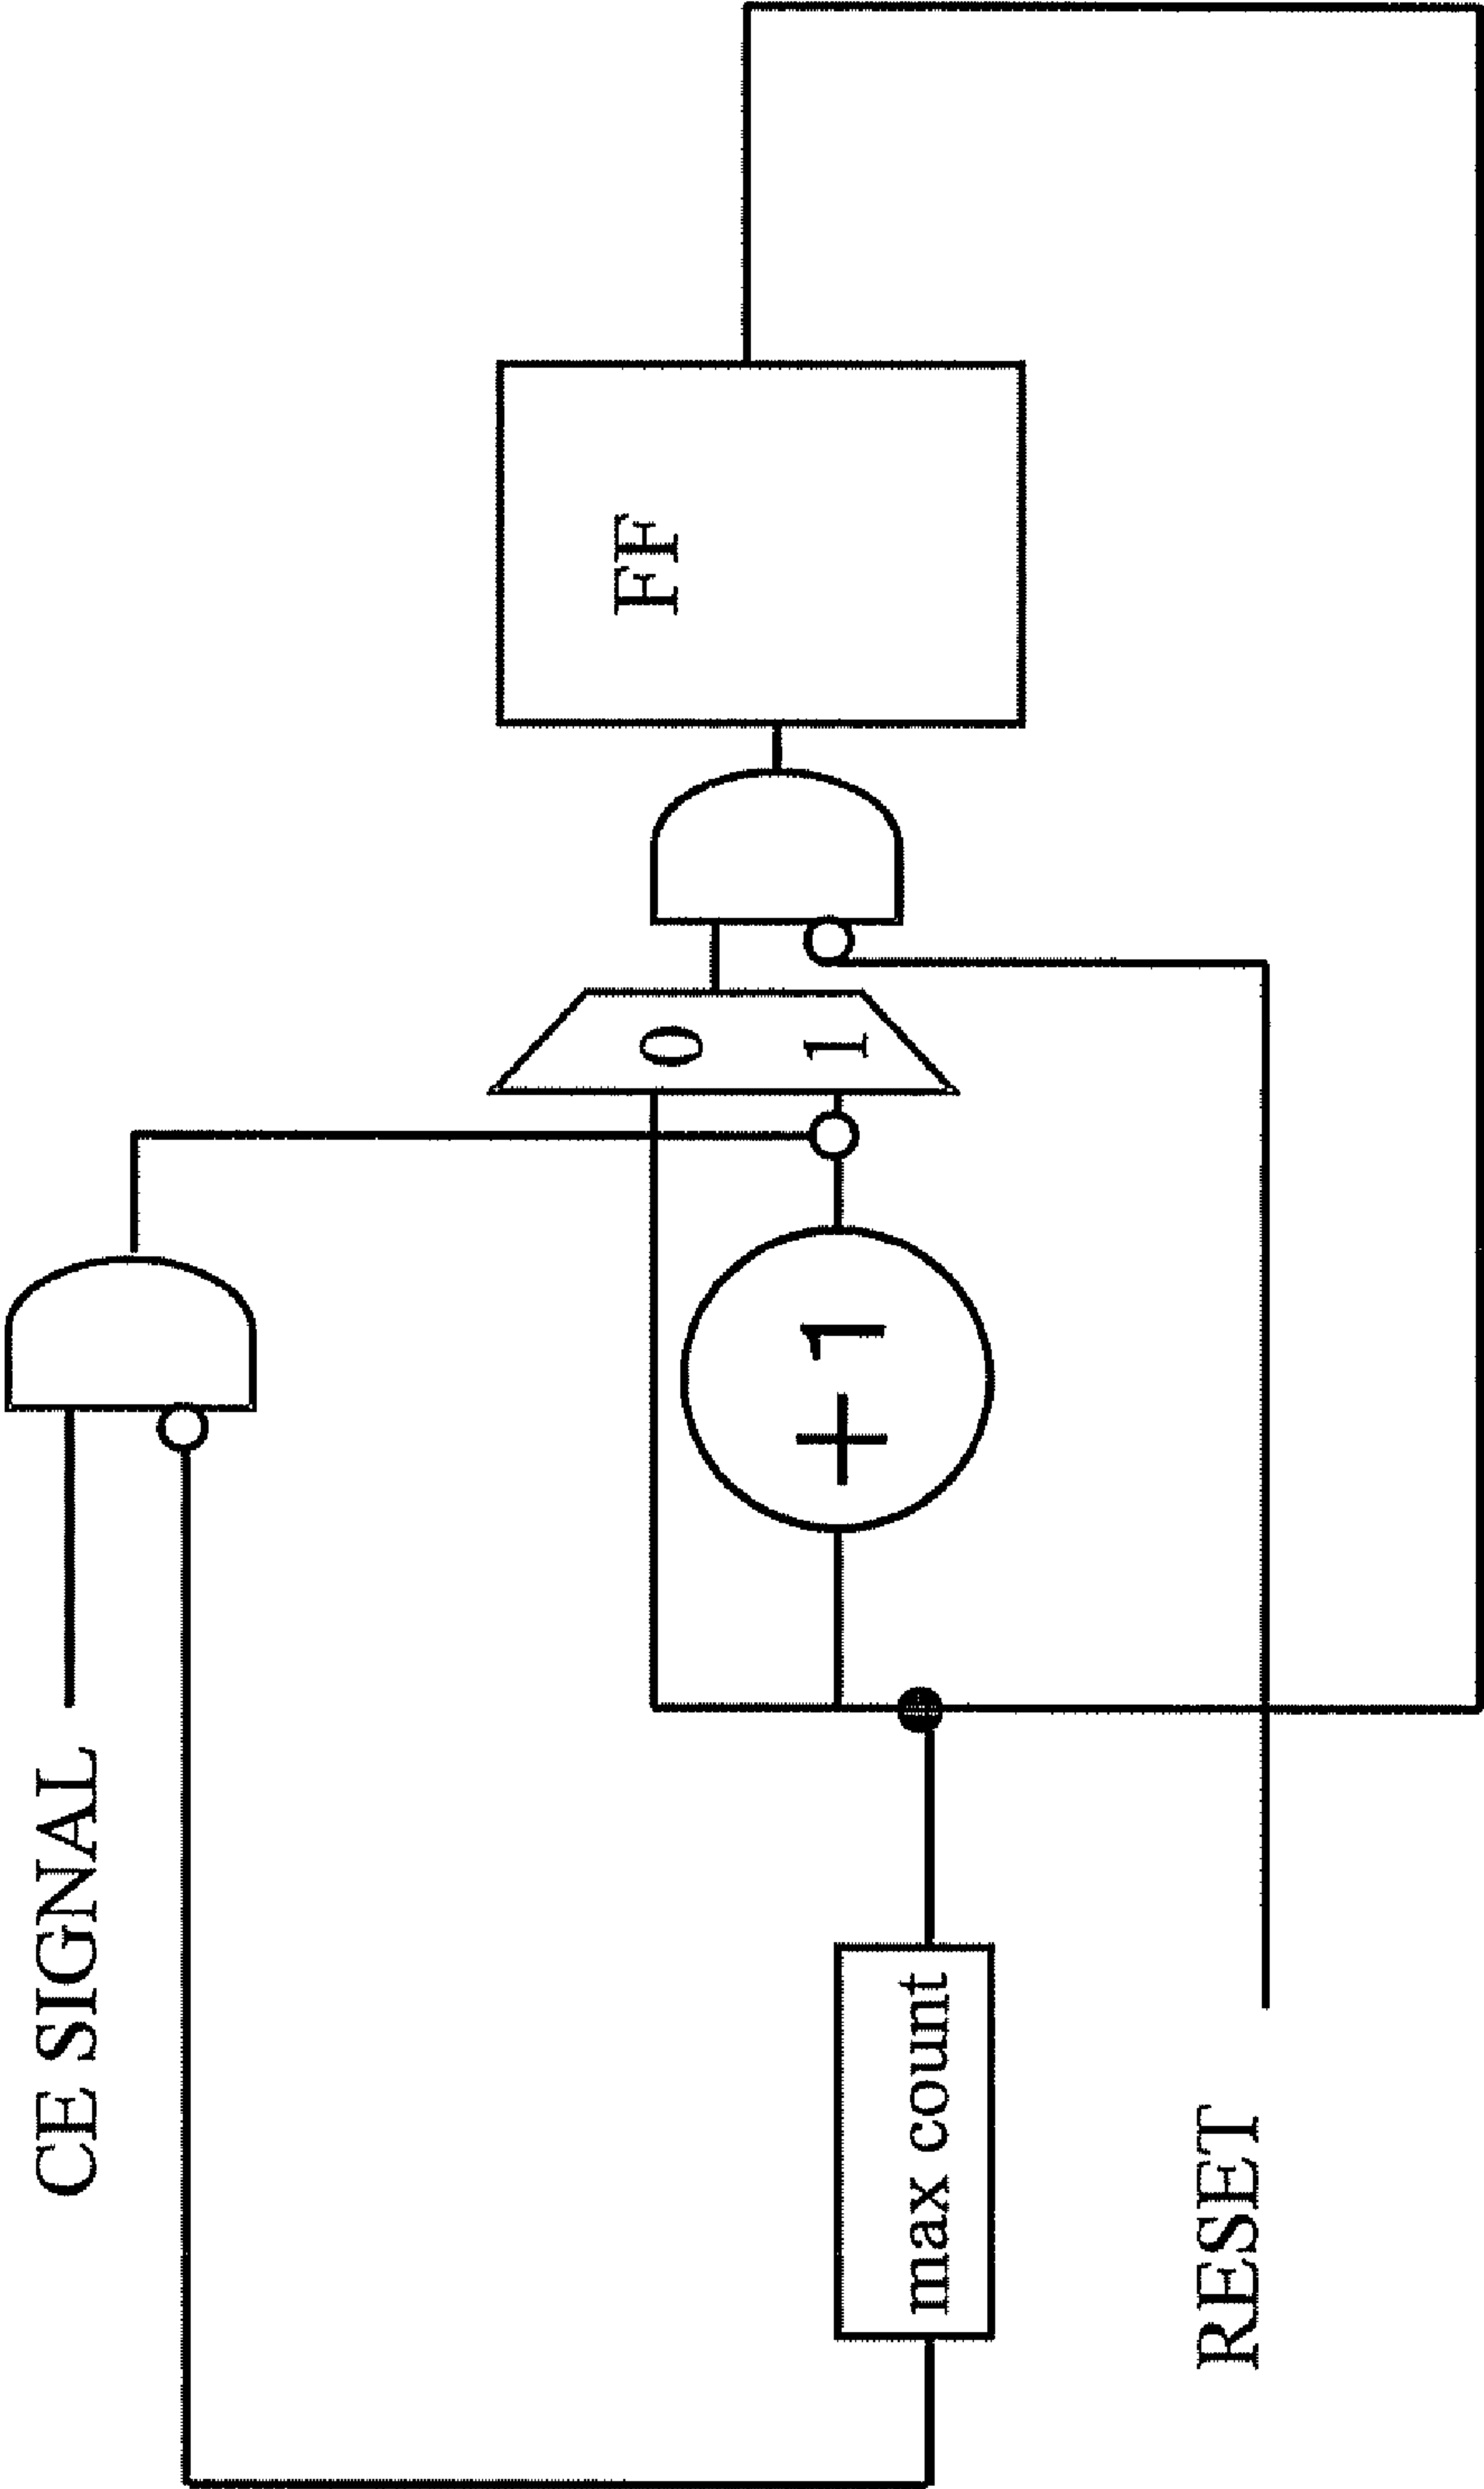 CE SIGNAL
max count
RESET
+1
0
1
FF